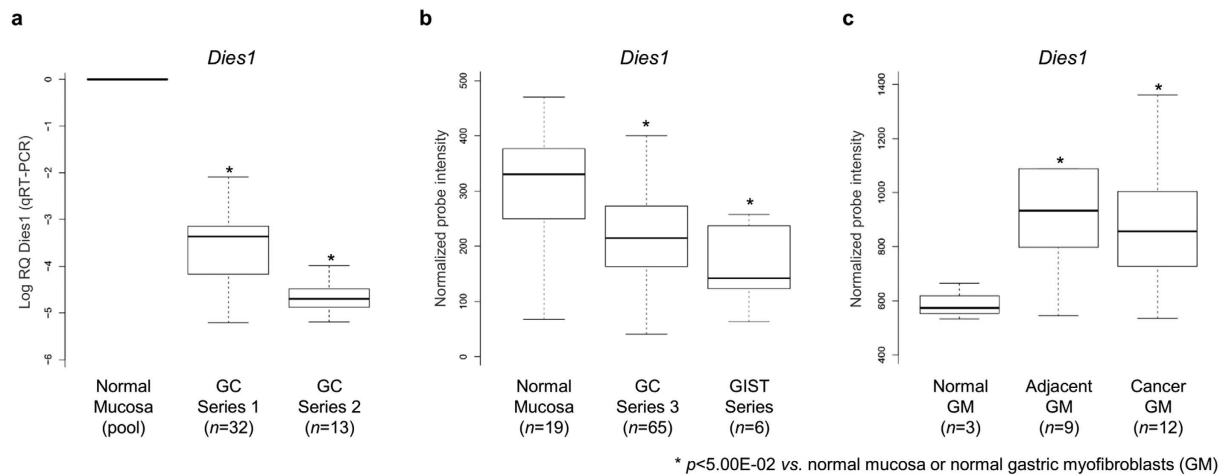 a
Dies1
Log RQ Dies1 (qRT-PCR)
0
−1
−2
−3
−4
−5
−6
*
*
Normal
Mucosa
(pool)
GC
Series 1
(n=32)
GC
Series 2
(n=13)
b
Dies1
Normalized probe intensity
500
400
300
200
100
0
*
*
Normal
Mucosa
(n=19)
GC
Series 3
(n=65)
GIST
Series
(n=6)
c
Dies1
Normalized probe intensity
1400
1200
1000
800
600
400
*
*
Normal
GM
(n=3)
Adjacent
GM
(n=9)
Cancer
GM
(n=12)
* p<5.00E-02 vs. normal mucosa or normal gastric myofibroblasts (GM)